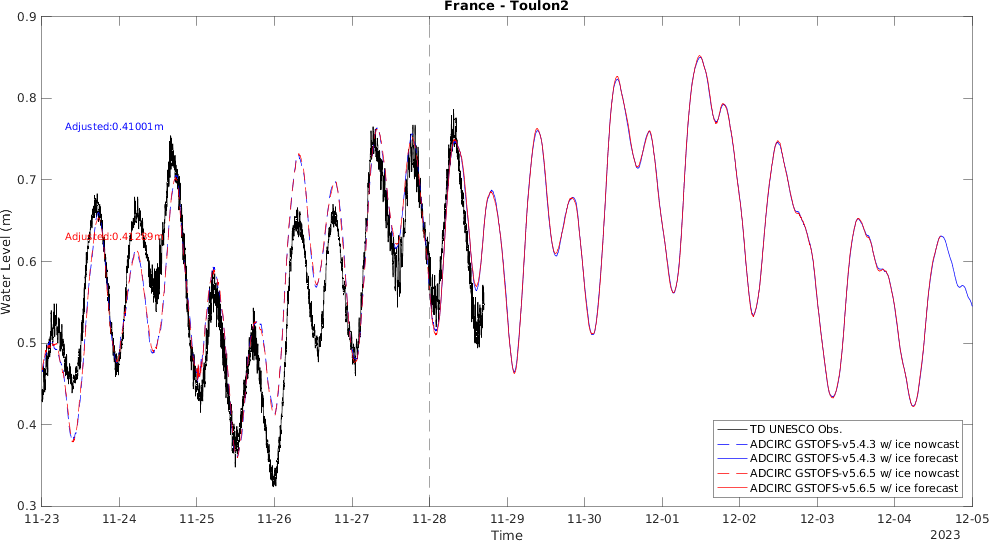 France - Toulon2
0.9
0.8
0.7
0.6
0.5
0.4
0.3
Water Level (m)
Adjusted:0.41001m
Adjusted:0.41289m
TD UNESCO Obs.
ADCIRC GSTOFS-v5.4.3 w/ ice nowcast
ADCIRC GSTOFS-v5.4.3 w/ ice forecast
ADCIRC GSTOFS-v5.6.5 w/ ice nowcast
ADCIRC GSTOFS-v5.6.5 w/ ice forecast
11-23 11-24 11-25 11-26 11-27 11-28 11-29 11-30 12-01 12-02 12-03 12-04 12-05
Time
2023